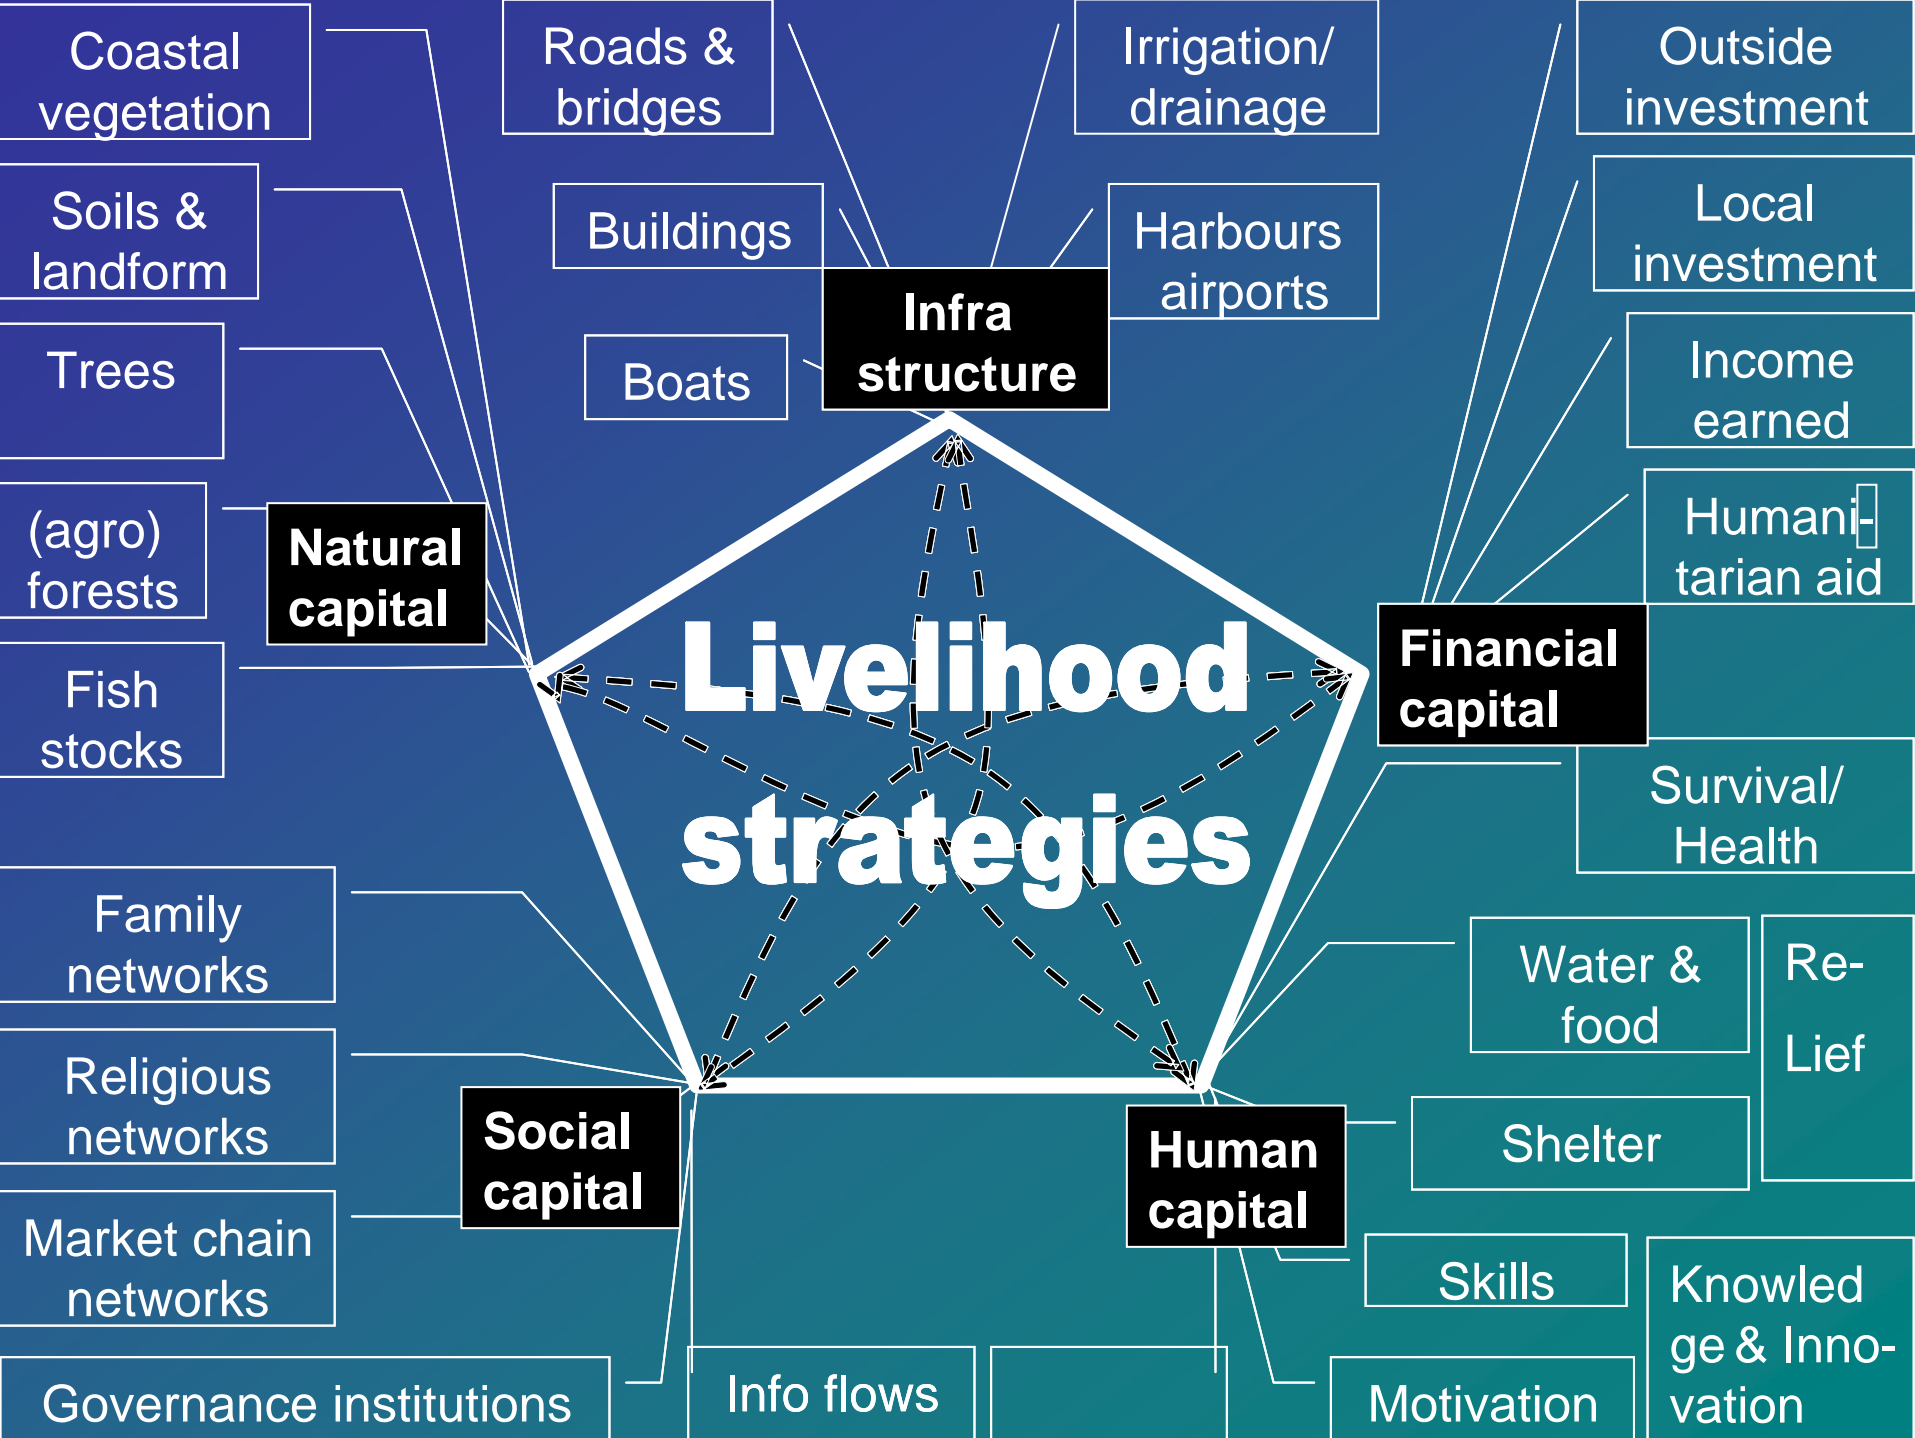 Coastal
vegetation
Roads &
bridges
Irrigation/
drainage
Outside
investment
Soils &
landform
Buildings
Harbours
airports
Local
investment
Trees
Boats
Infra
structure
Income
earned
(agro)
forests
Natural
capital
Humani-
tarian aid
Fish
stocks
Livelihood
strategies
Financial
capital
Survival/
Health
Family
networks
Water &
food
Re-
Lief
Religious
networks
Social
capital
Human
capital
Shelter
Market chain
networks
Skills
Knowled
ge & Inno-
vation
Governance institutions
Info flows
Motivation